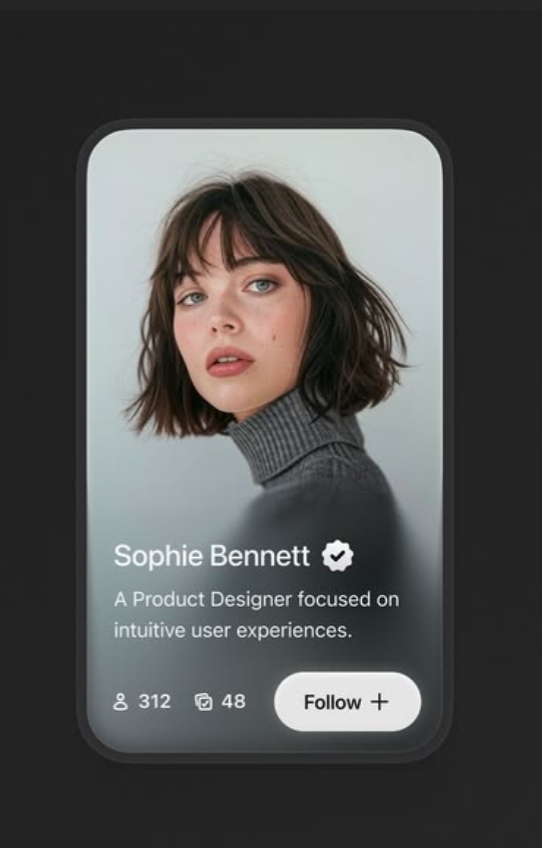 Sophie Bennett
A Product Designer focused on
intuitive user experiences.
312 48 Follow +